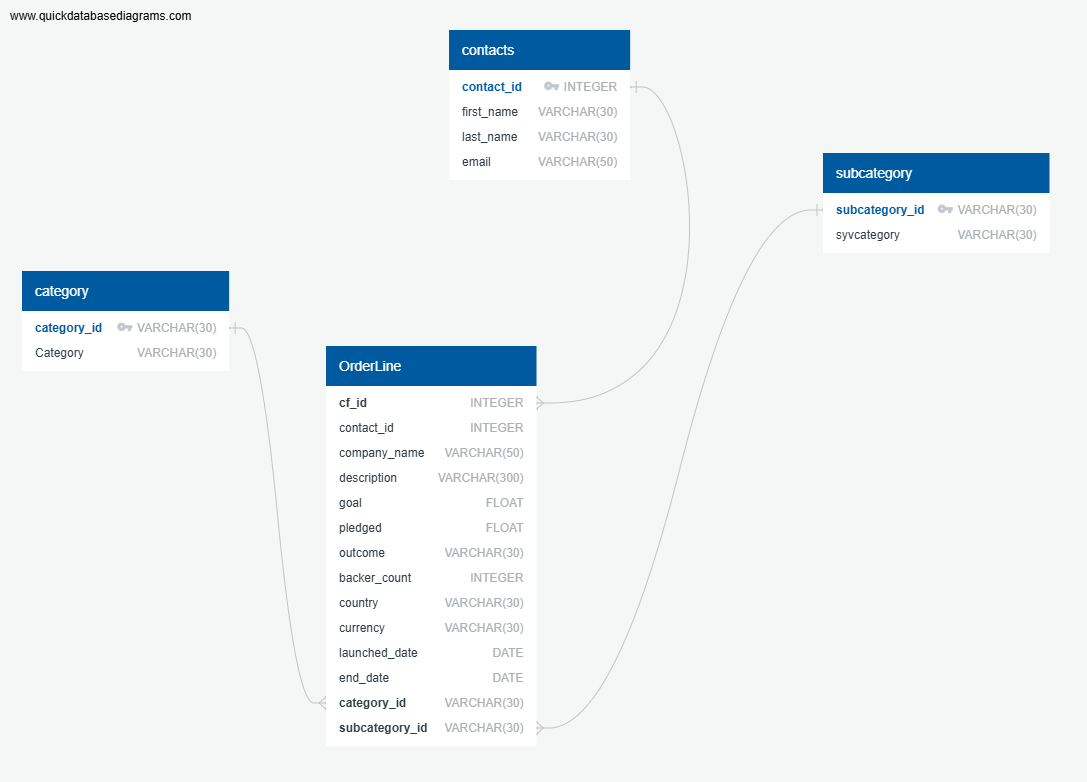 www.quickdatabasediagrams.com
contacts
contact_id INTEGER
first_name VARCHAR(30)
last_name VARCHAR(30)
email VARCHAR(50)
subcategory
subcategory_id VARCHAR(30)
syvcategory VARCHAR(30)
category
category_id VARCHAR(30)
Category VARCHAR(30)
OrderLine
cf_id INTEGER
contact_id INTEGER
company_name VARCHAR(50)
description VARCHAR(300)
goal FLOAT
pledged FLOAT
outcome VARCHAR(30)
backer_count INTEGER
country VARCHAR(30)
currency VARCHAR(30)
launched_date DATE
end_date DATE
category_id VARCHAR(30)
subcategory_id VARCHAR(30)